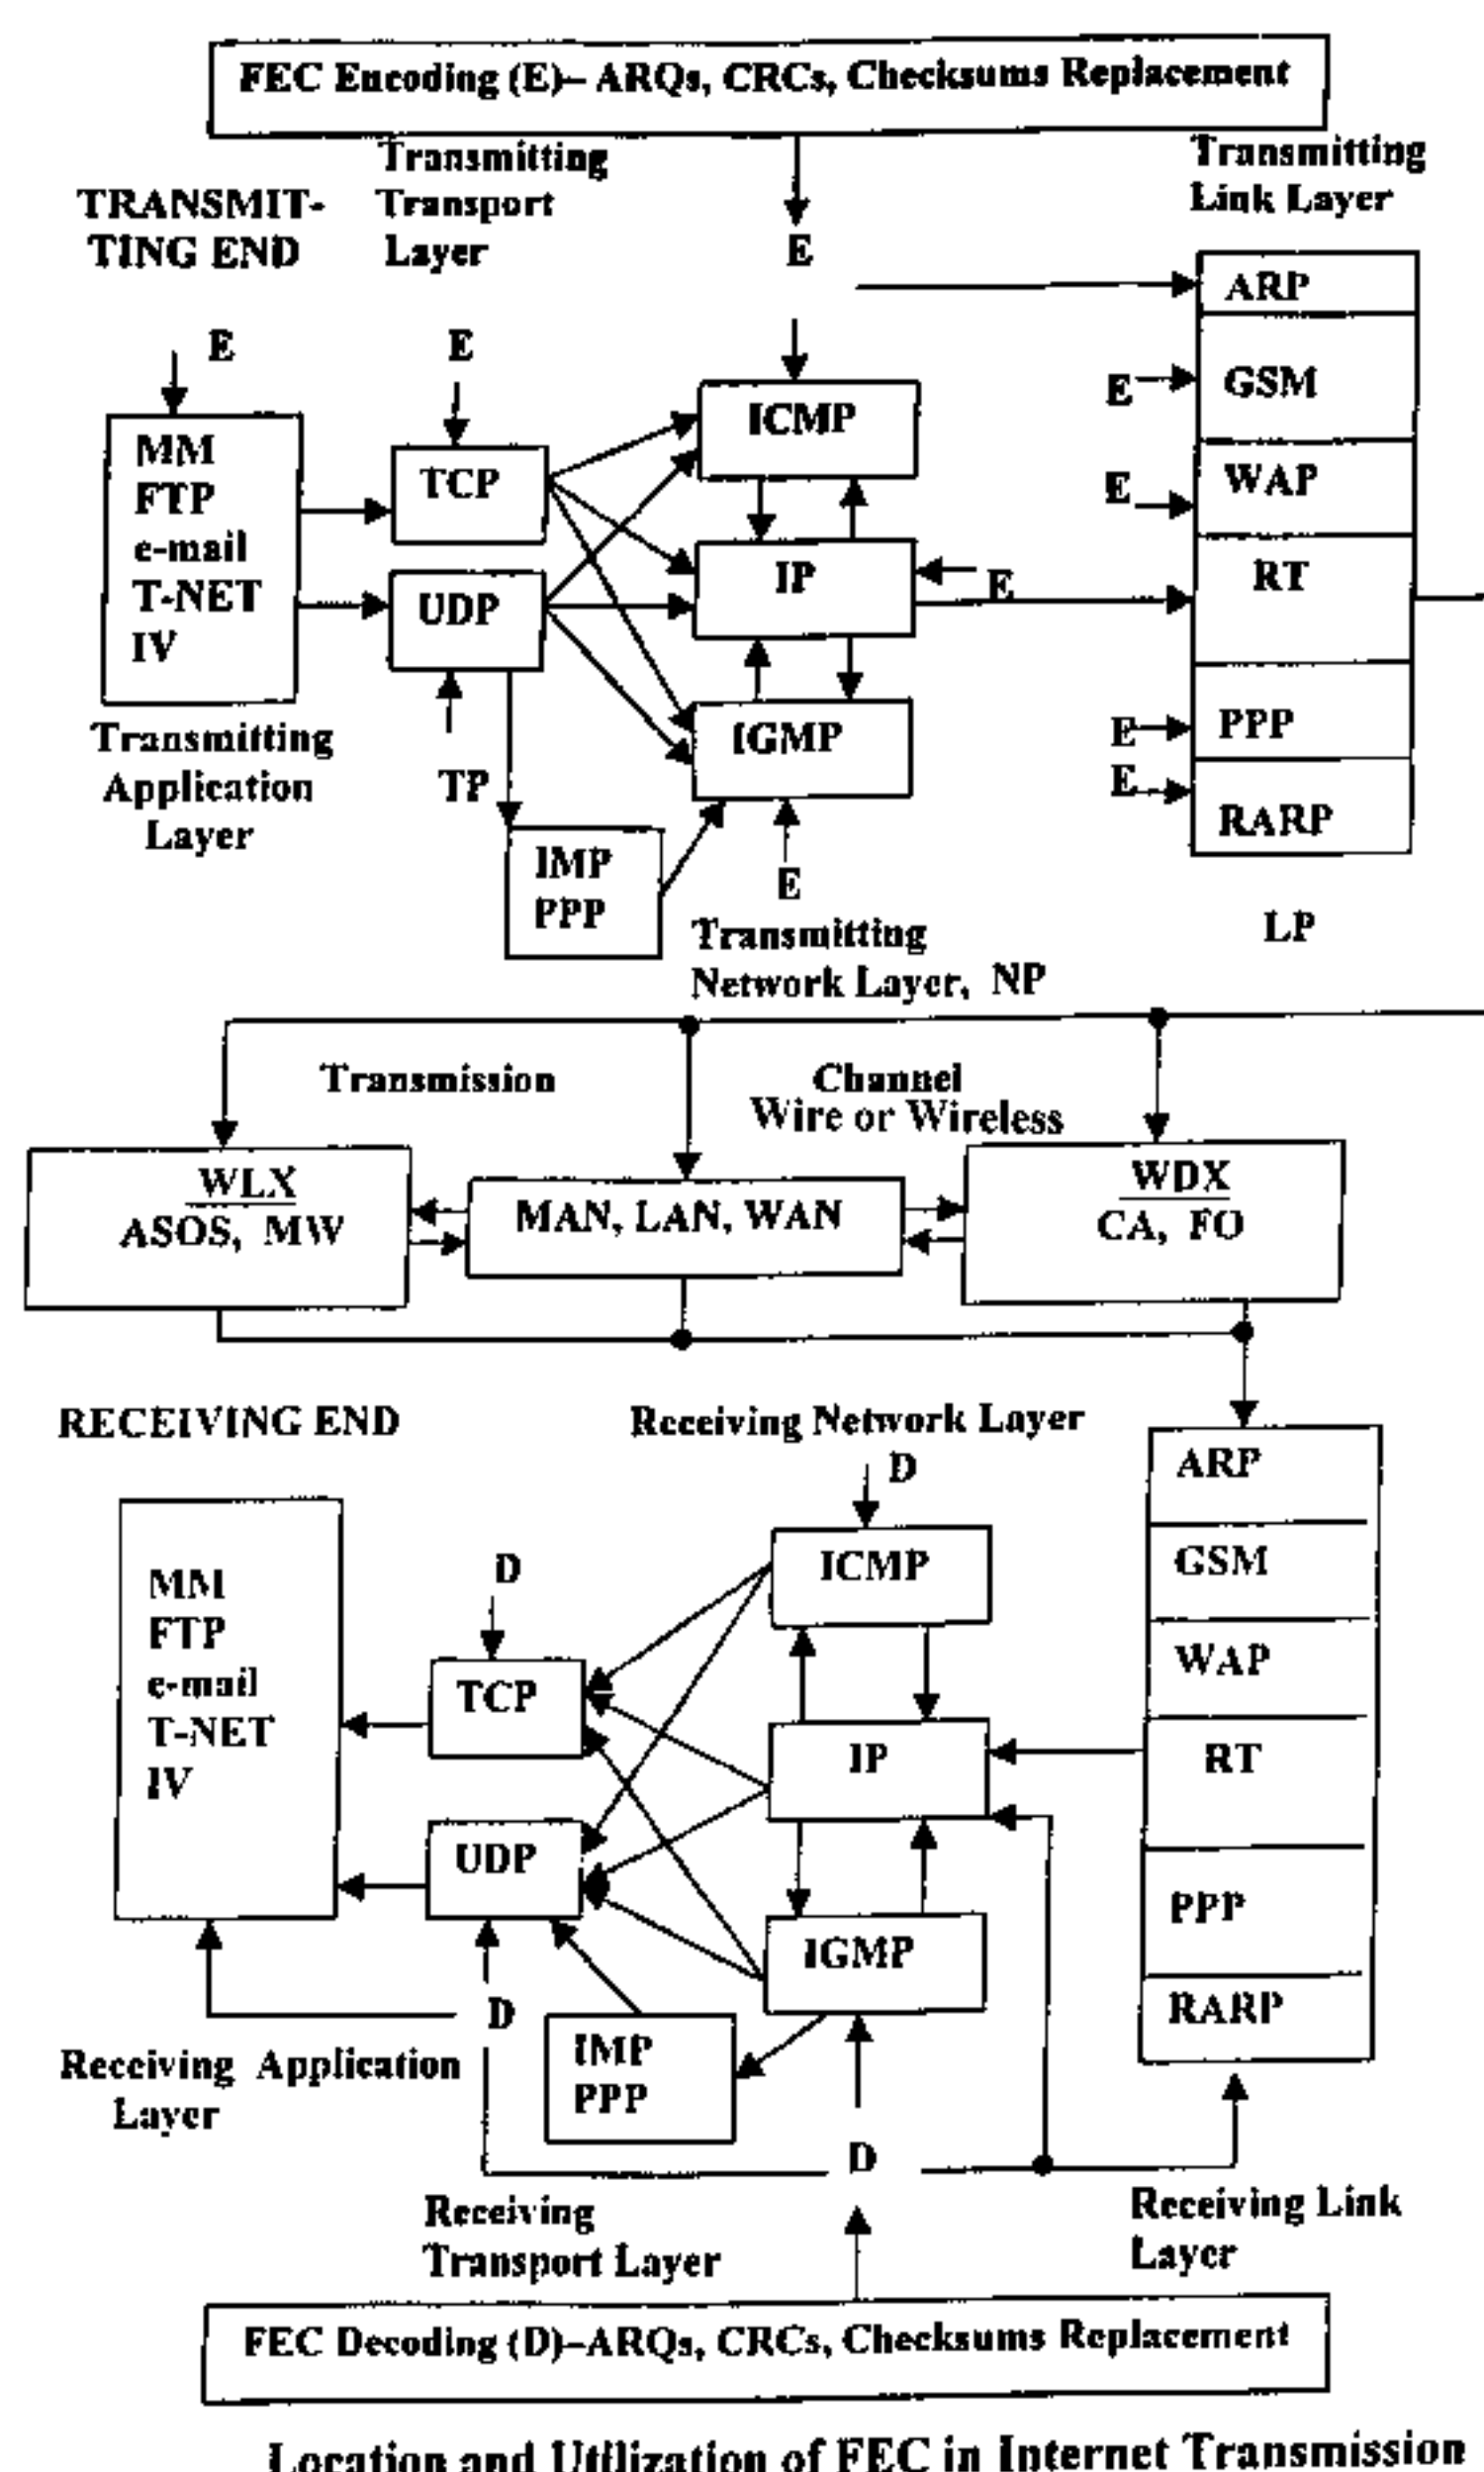 FEC Encoding (E)– ARQs, CRCs, Checksums Replacement
Transmitting
Transport
Layer
Transmitting
Link Layer
TRANSMIT-
TING END
E
E
E
MM
FTP
e-mail
T-NET
IV
TCP
UDP
ICMP
IP
IGMP
E
E
E
E
E
E
ARP
GSM
WAP
RT
PPP
RARP
Transmitting
Application
Layer
TP
IMP
PPP
E
Transmitting
Network Layer, NP
LP
Transmission
Channel
Wire or Wireless
WLX
ASOS, MW
MAN, LAN, WAN
WDX
CA, FO
RECEIVING END
Receiving Network Layer
D
MM
FTP
e-mail
T-NET
IV
D
TCP
UDP
ICMP
IP
IGMP
ARP
GSM
WAP
RT
PPP
RARP
D
IMP
PPP
Receiving Application
Layer
D
Receiving
Transport Layer
Receiving Link
Layer
FEC Decoding (D)–ARQs, CRCs, Checksums Replacement
Location and Utilization of FEC in Internet Transmission